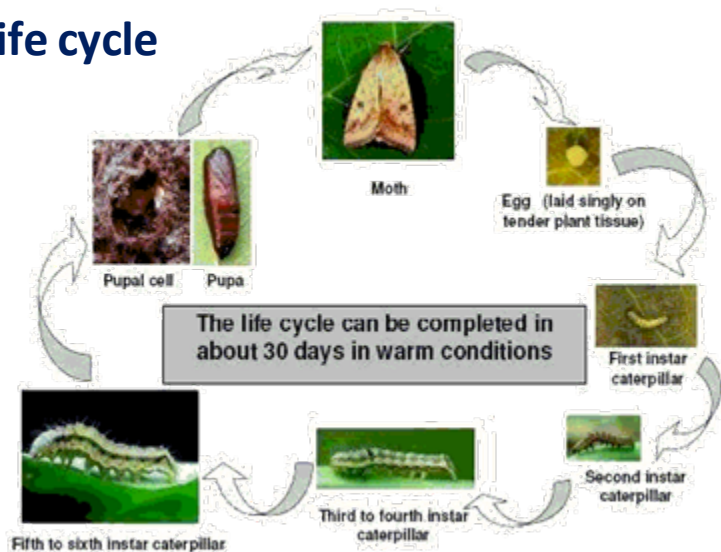 ife cycle
Moth
Egg (laid singly on
tender plant tissue)
First instar
caterpillar
Second instar
caterpillar
Third to fourth instar
caterpillar
Fifth to sixth instar caterpillar
Pupal cell
Pupa
The life cycle can be completed in
about 30 days in warm conditions